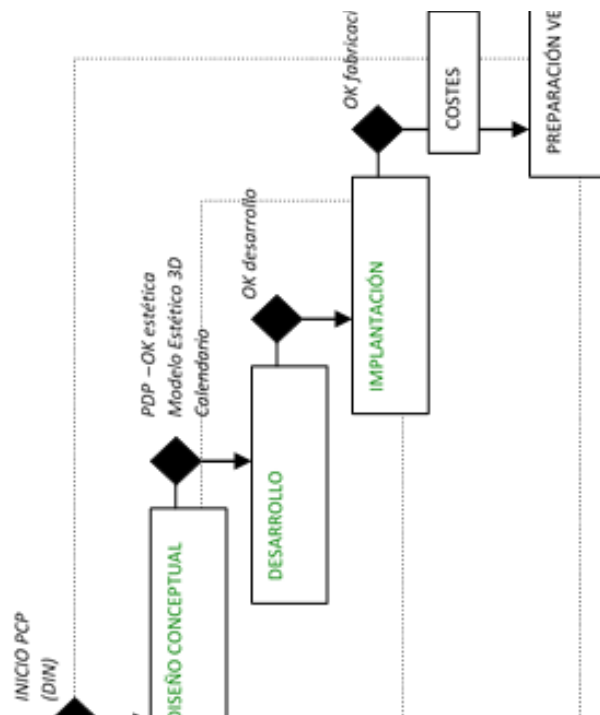 INICIO PCP
(DIN)
DISEÑO CONCEPTUAL
PDP –OK estética
Modelo Estético 3D
Calendario
DESARROLLO
OK desarrollo
IMPLANTACIÓN
OK fabricaci
COSTES
PREPARACIÓN VE